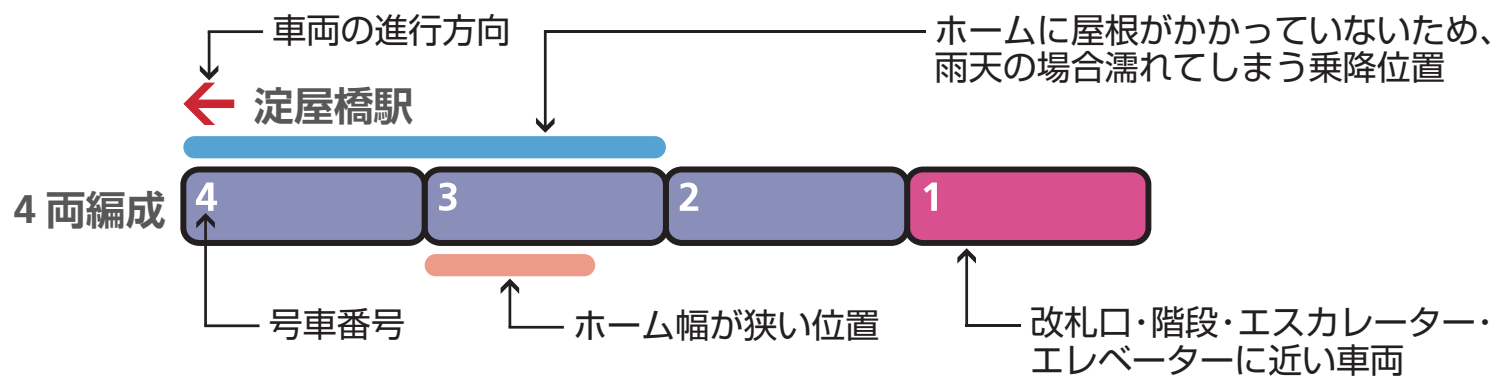 車両の進行方向
ホームに屋根がかかっていないため、
雨天の場合濡れてしまう乗降位置
淀屋橋駅
4両編成
4
3
2
1
号車番号
ホーム幅が狭い位置
改札口・階段・エスカレーター・
エレベーターに近い車両